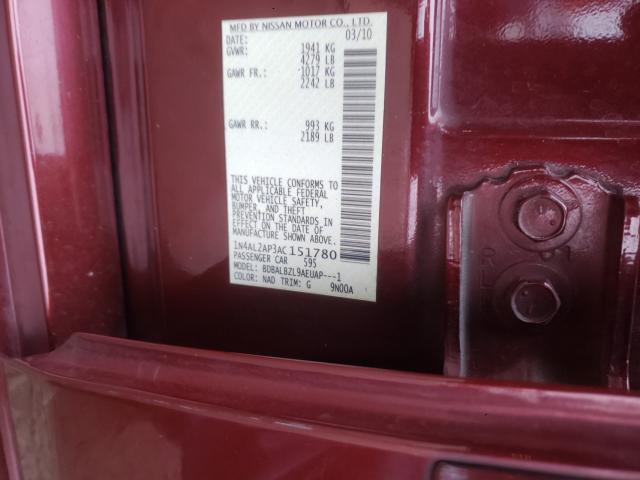 MFD BY NISSAN MOTOR CO., LTD.
DATE: 03/10
GVWR: 1941 KG
4279 LB
GAWR FR.: 1017 KG
2242 LB
GAWR RR.: 993 KG
2189 LB
THIS VEHICLE CONFORMS TO
ALL APPLICABLE FEDERAL
MOTOR VEHICLE SAFETY,
BUMPER, AND THEFT
PREVENTION STANDARDS IN
EFFECT ON THE DATE OF
MANUFACTURE SHOWN ABOVE.
1N4AL2AP3AC151780
PASSENGER CAR 595
MODEL: BDBALBZL9AEUAP---1
COLOR: NAD TRIM: G 9N00A